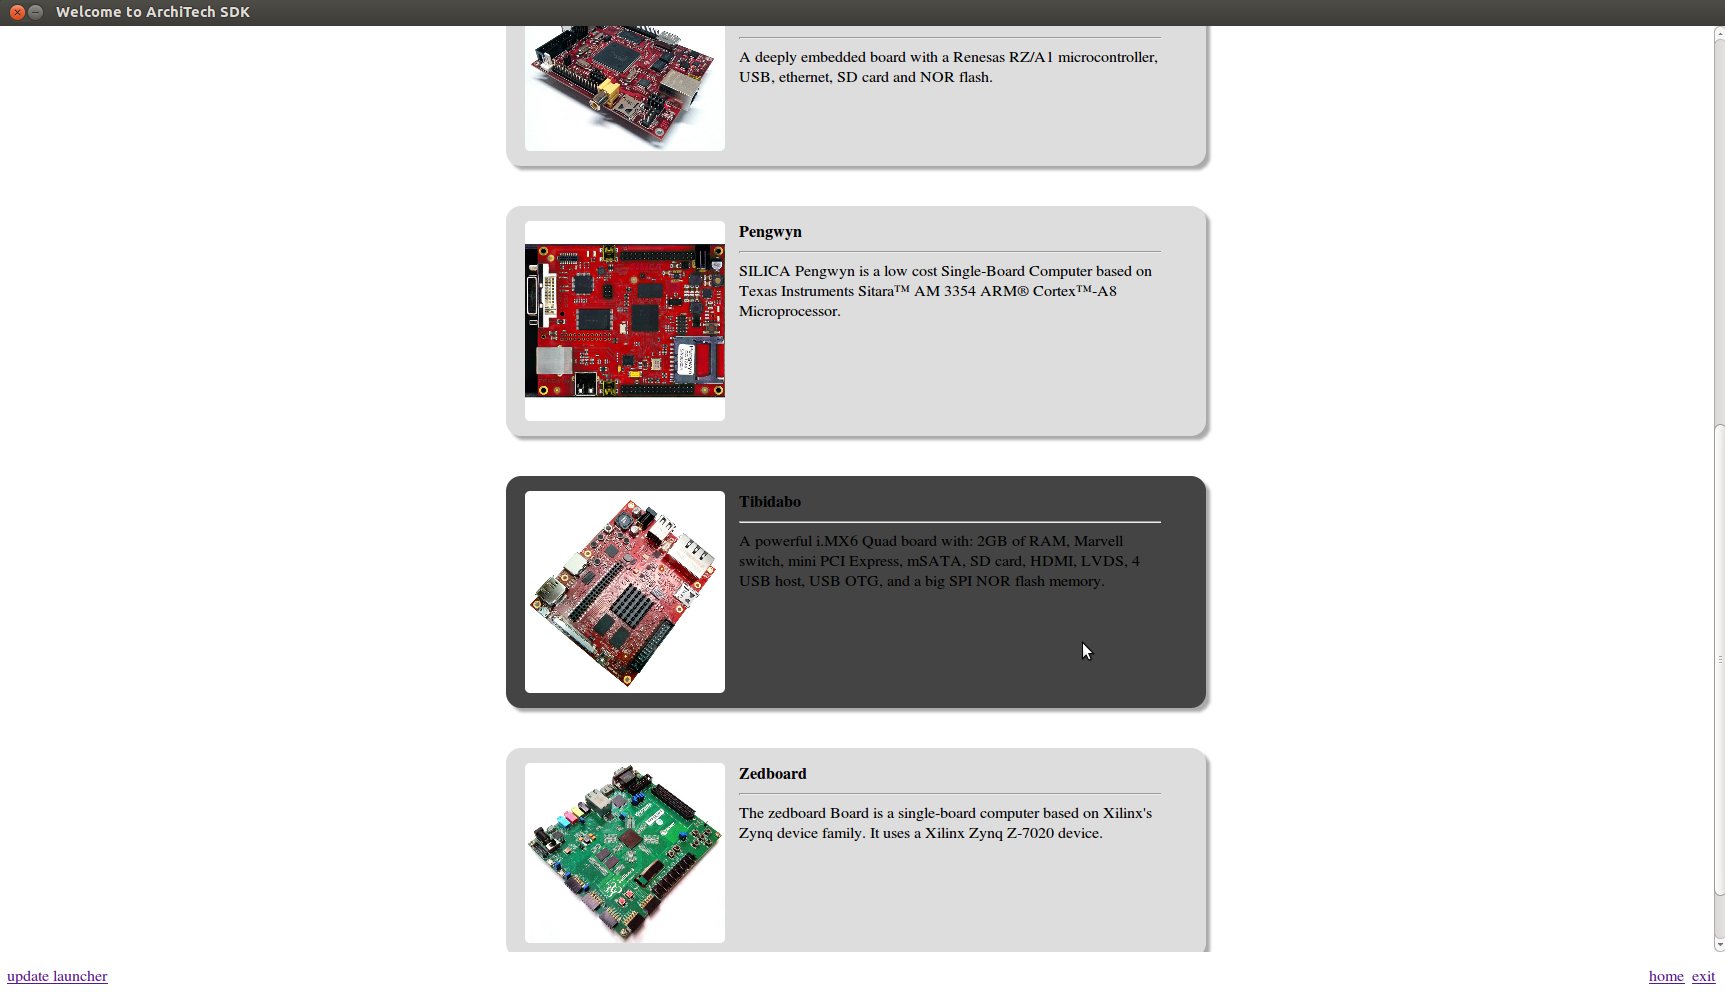 Welcome to ArchiTech SDK
A deeply embedded board with a Renesas RZ/A1 microcontroller,
USB, ethernet, SD card and NOR flash.
Pengwyn
SILICA Pengwyn is a low cost Single-Board Computer based on
Texas Instruments Sitara™ AM 3354 ARM® Cortex™-A8
Microprocessor.
Tibidabo
A powerful i.MX6 Quad board with: 2GB of RAM, Marvell
switch, mini PCI Express, mSATA, SD card, HDMI, LVDS, 4
USB host, USB OTG, and a big SPI NOR flash memory.
Zedboard
The zedboard Board is a single-board computer based on Xilinx's
Zynq device family. It uses a Xilinx Zynq Z-7020 device.
update launcher
home exit